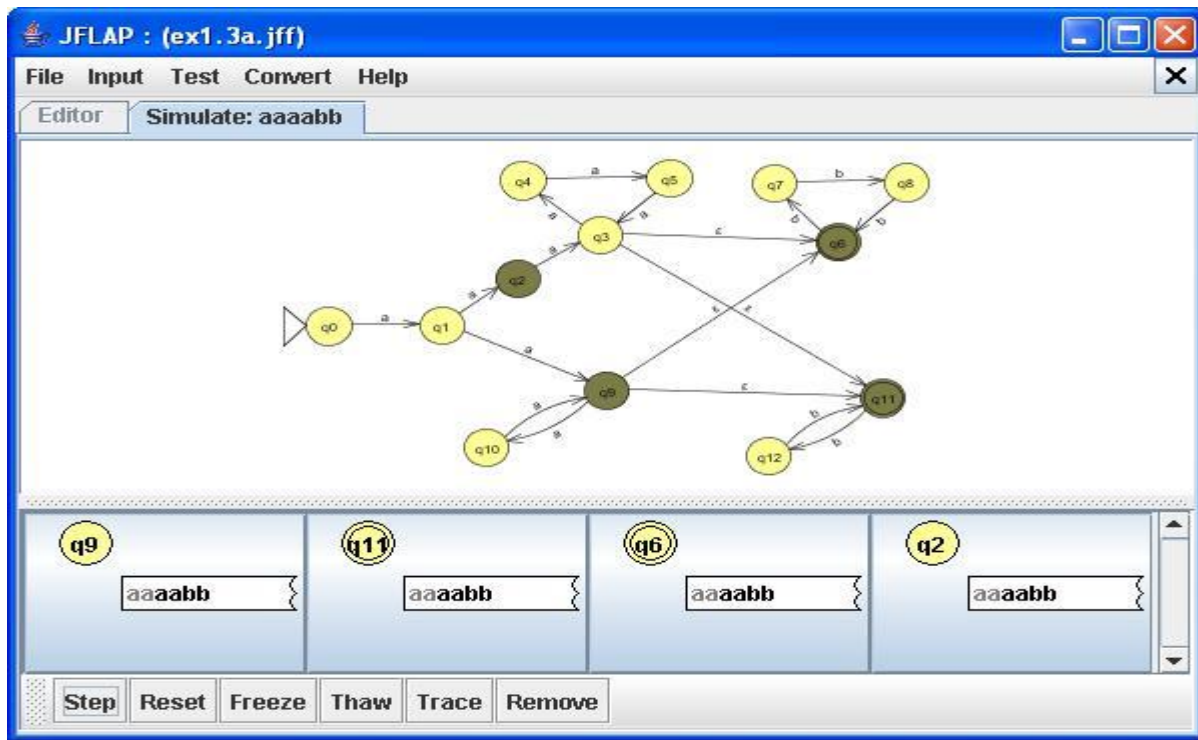 JFLAP : (ex1.3a.jff)
File Input Test Convert Help
Editor Simulate: aaaabb
q4 a q5 q7 b q8
a a b b
q3 ε q6
a
q2
a ε
q0 a q1
a
q9 ε q11
a b
a b
q10 q12
q9 q11 q6 q2
aaaabb aaaabb aaaabb aaaabb
Step Reset Freeze Thaw Trace Remove